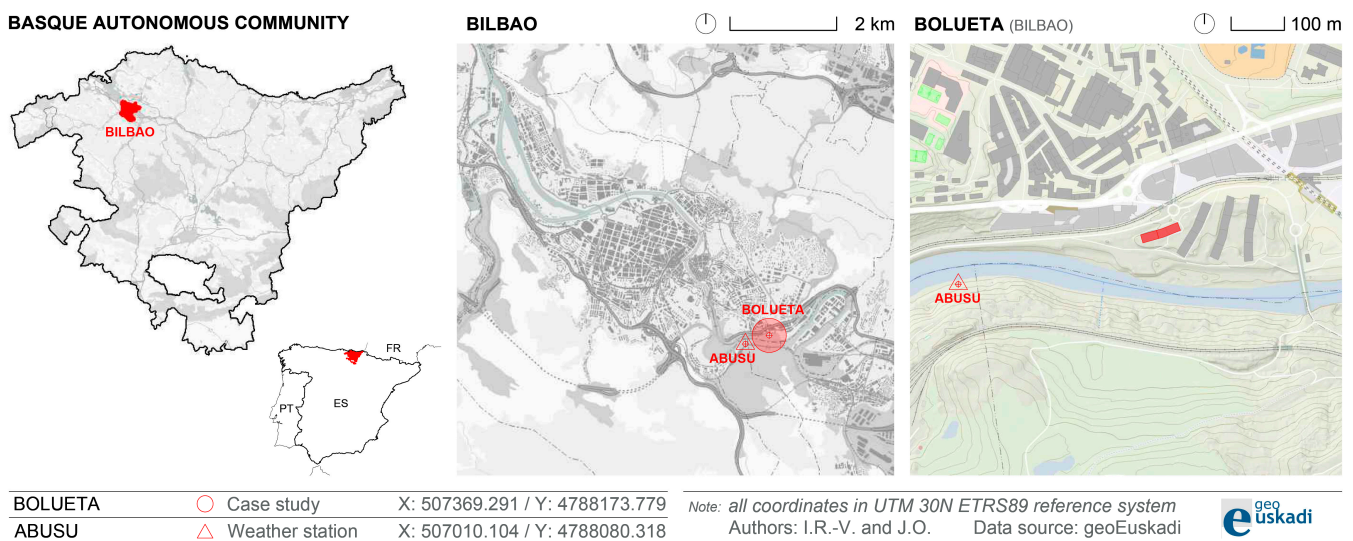 BASQUE AUTONOMOUS COMMUNITY
BILBAO
FR
PT
ES
BILBAO
2 km
BOLUETA
ABUSU
BOLUETA (BILBAO)
100 m
ABUSU
BOLUETA Case study X: 507369.291 / Y: 4788173.779
ABUSU Weather station X: 507010.104 / Y: 4788080.318
Note: all coordinates in UTM 30N ETRS89 reference system
Authors: I.R.-V. and J.O. Data source: geoEuskadi
geo
euskadi